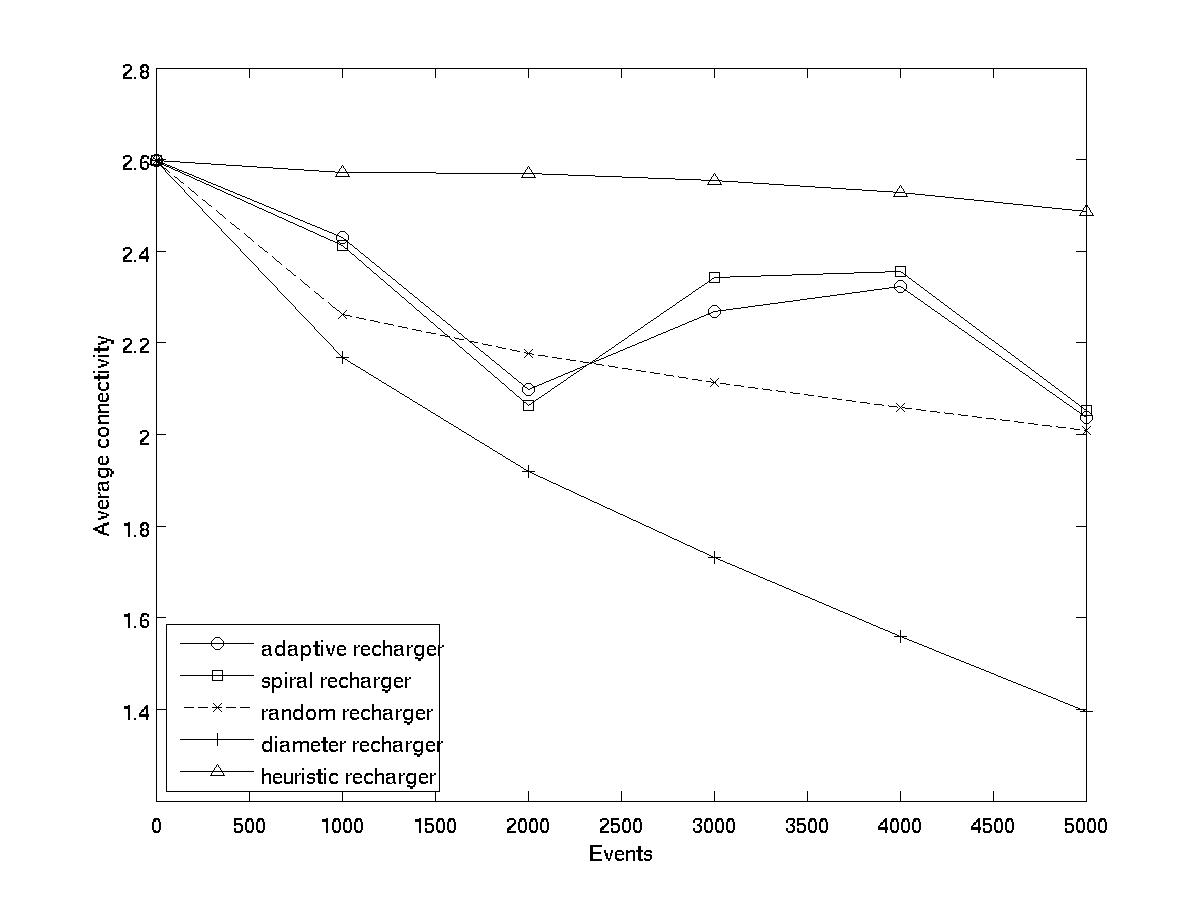 2.8
2.6
2.4
2.2
2
1.8
1.6
1.4
Average connectivity
adaptive recharger
spiral recharger
random recharger
diameter recharger
heuristic recharger
0 500 1000 1500 2000 2500 3000 3500 4000 4500 5000
Events